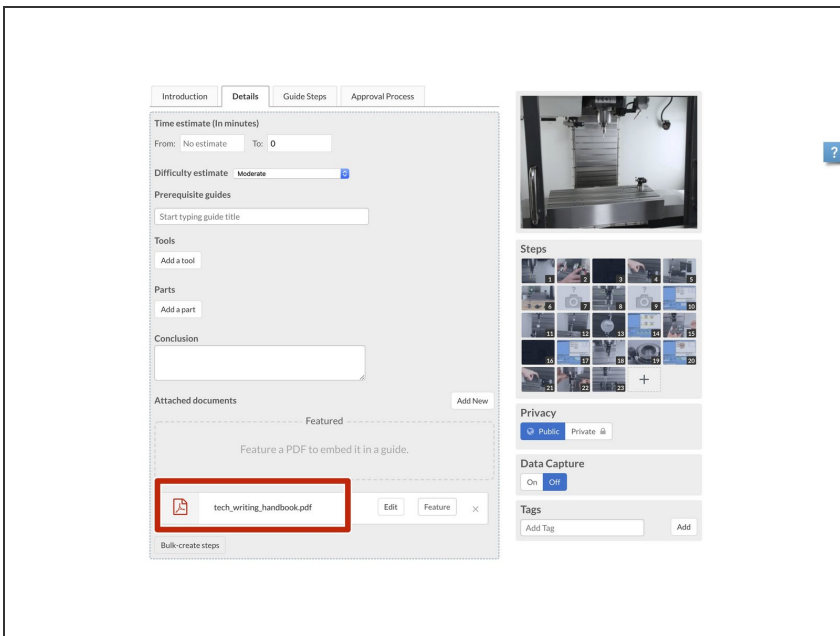 Introduction Details Guide Steps Approval Process
Time estimate (In minutes)
From: No estimate To: 0
Difficulty estimate Moderate
Prerequisite guides
Start typing guide title
Tools
Add a tool
Parts
Add a part
Conclusion
Attached documents Add New
Featured
Feature a PDF to embed it in a guide.
tech_writing_handbook.pdf Edit Feature ×
Bulk-create steps
Steps
1 2 3 4 5
6 7 8 9 10
11 12 13 14 15
16 17 18 19 20
21 22 23 +
Privacy
Public Private
Data Capture
On Off
Tags
Add Tag Add
?